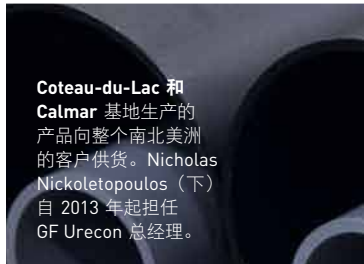 Coteau-du-Lac 和
Calmar 基地生产的
产品向整个南北美洲
的客户供货。Nicholas
Nickoletopoulos（下）
自 2013 年起担任
GF Urecon 总经理。